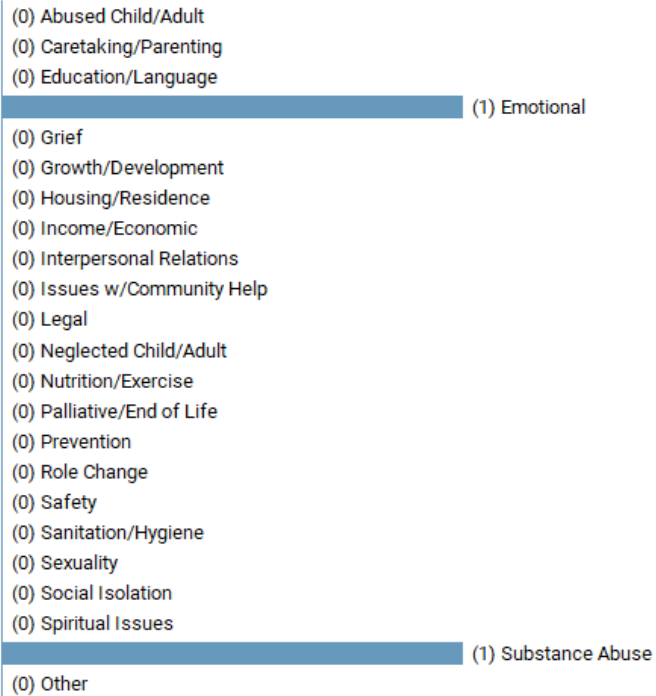 (0) Abused Child/Adult
(0) Caretaking/Parenting
(0) Education/Language
(1) Emotional
(0) Grief
(0) Growth/Development
(0) Housing/Residence
(0) Income/Economic
(0) Interpersonal Relations
(0) Issues w/Community Help
(0) Legal
(0) Neglected Child/Adult
(0) Nutrition/Exercise
(0) Palliative/End of Life
(0) Prevention
(0) Role Change
(0) Safety
(0) Sanitation/Hygiene
(0) Sexuality
(0) Social Isolation
(0) Spiritual Issues
(1) Substance Abuse
(0) Other